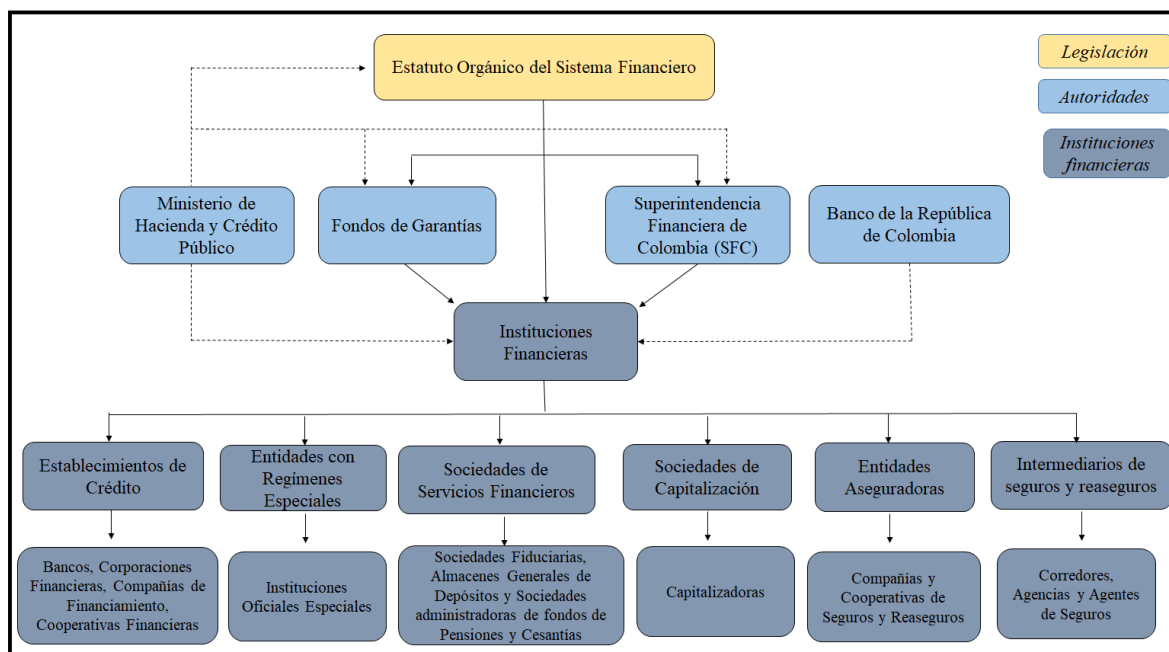 Estatuto Orgánico del Sistema Financiero
Legislación
Autoridades
Instituciones
financieras
Ministerio de
Hacienda y Crédito
Público
Fondos de Garantías
Superintendencia
Financiera de
Colombia (SFC)
Banco de la República
de Colombia
Instituciones
Financieras
Establecimientos de
Crédito
Entidades con
Regímenes
Especiales
Sociedades de
Servicios Financieros
Sociedades de
Capitalización
Entidades
Aseguradoras
Intermediarios de
seguros y reaseguros
Bancos, Corporaciones
Financieras, Compañías de
Financiamiento,
Cooperativas Financieras
Instituciones
Oficiales Especiales
Sociedades Fiduciarias,
Almacenes Generales de
Depósitos y Sociedades
administradoras de fondos de
Pensiones y Cesantías
Capitalizadoras
Compañías y
Cooperativas de
Seguros y Reaseguros
Corredores,
Agencias y Agentes
de Seguros